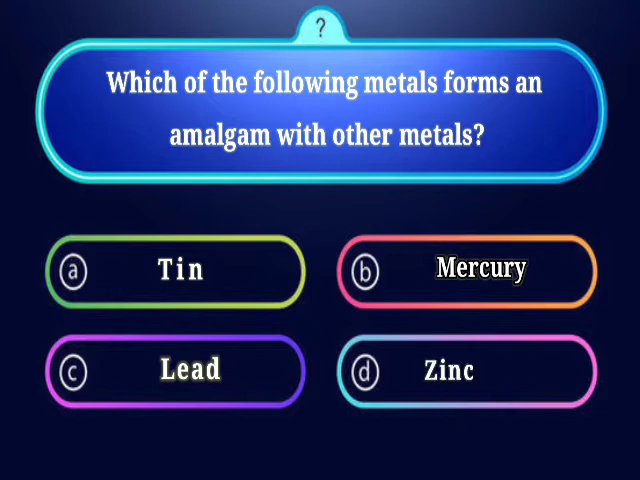 ?
Which of the following metals forms an
amalgam with other metals?
a Tin
b Mercury
c Lead
d Zinc